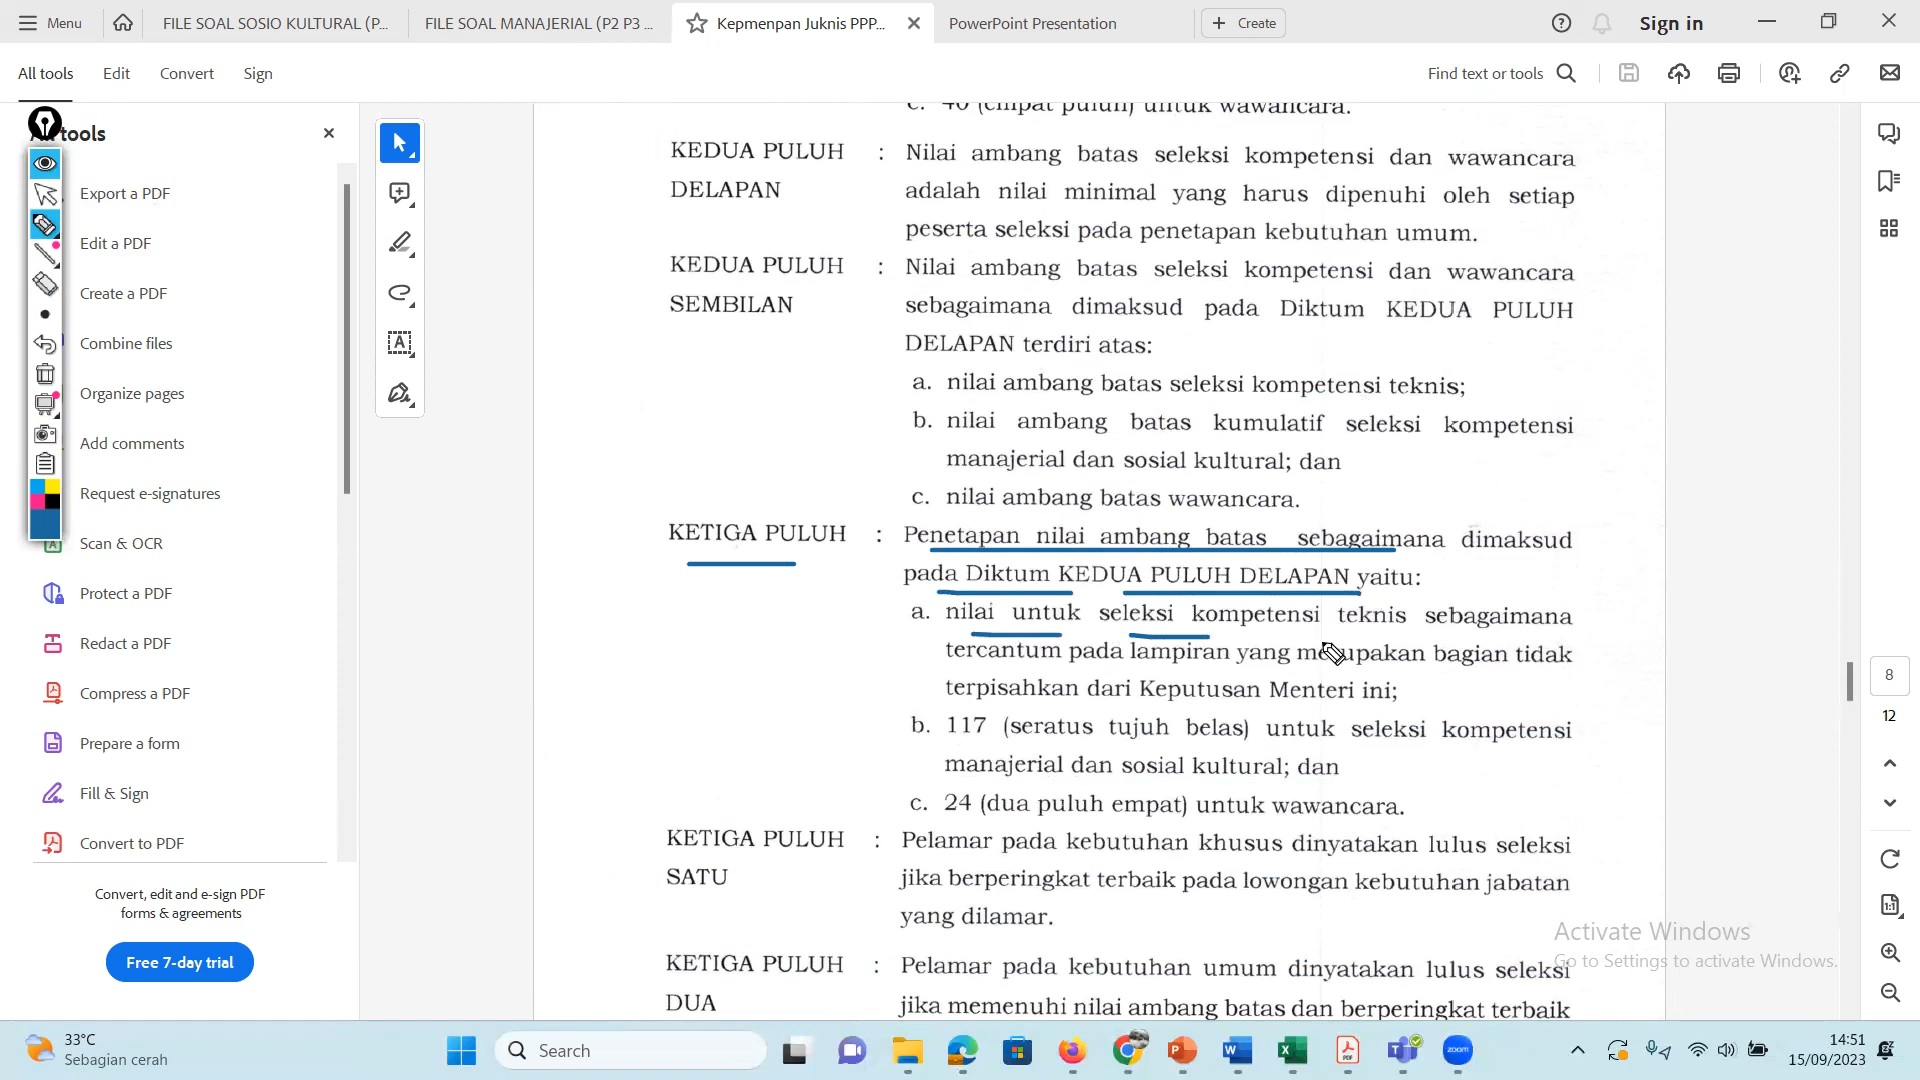 Menu
FILE SOAL SOSIO KULTURAL (P...
FILE SOAL MANAJERIAL (P2 P3 ...
Kepmenpan Juknis PPP...
PowerPoint Presentation
Create
Sign in
All tools
Edit
Convert
Sign
Find text or tools
tools
Export a PDF
Edit a PDF
Create a PDF
Combine files
Organize pages
Add comments
Request e-signatures
Scan & OCR
Protect a PDF
Redact a PDF
Compress a PDF
Prepare a form
Fill & Sign
Convert to PDF
Convert, edit and e-sign PDF
forms & agreements
Free 7-day trial
c. 40 (empat puluh) untuk wawancara.
KEDUA PULUH : Nilai ambang batas seleksi kompetensi dan wawancara
DELAPAN adalah nilai minimal yang harus dipenuhi oleh setiap
peserta seleksi pada penetapan kebutuhan umum.
KEDUA PULUH : Nilai ambang batas seleksi kompetensi dan wawancara
SEMBILAN sebagaimana dimaksud pada Diktum KEDUA PULUH
DELAPAN terdiri atas:
a. nilai ambang batas seleksi kompetensi teknis;
b. nilai ambang batas kumulatif seleksi kompetensi
manajerial dan sosial kultural; dan
c. nilai ambang batas wawancara.
KETIGA PULUH : Penetapan nilai ambang batas sebagaimana dimaksud
pada Diktum KEDUA PULUH DELAPAN yaitu:
a. nilai untuk seleksi kompetensi teknis sebagaimana
tercantum pada lampiran yang merupakan bagian tidak
terpisahkan dari Keputusan Menteri ini;
b. 117 (seratus tujuh belas) untuk seleksi kompetensi
manajerial dan sosial kultural; dan
c. 24 (dua puluh empat) untuk wawancara.
KETIGA PULUH : Pelamar pada kebutuhan khusus dinyatakan lulus seleksi
SATU jika berperingkat terbaik pada lowongan kebutuhan jabatan
yang dilamar.
KETIGA PULUH : Pelamar pada kebutuhan umum dinyatakan lulus seleksi
DUA jika memenuhi nilai ambang batas dan berperingkat terbaik
8
12
1:1
Activate Windows
Go to Settings to activate Windows.
33°C
Sebagian cerah
Search
zoom
14:51
15/09/2023